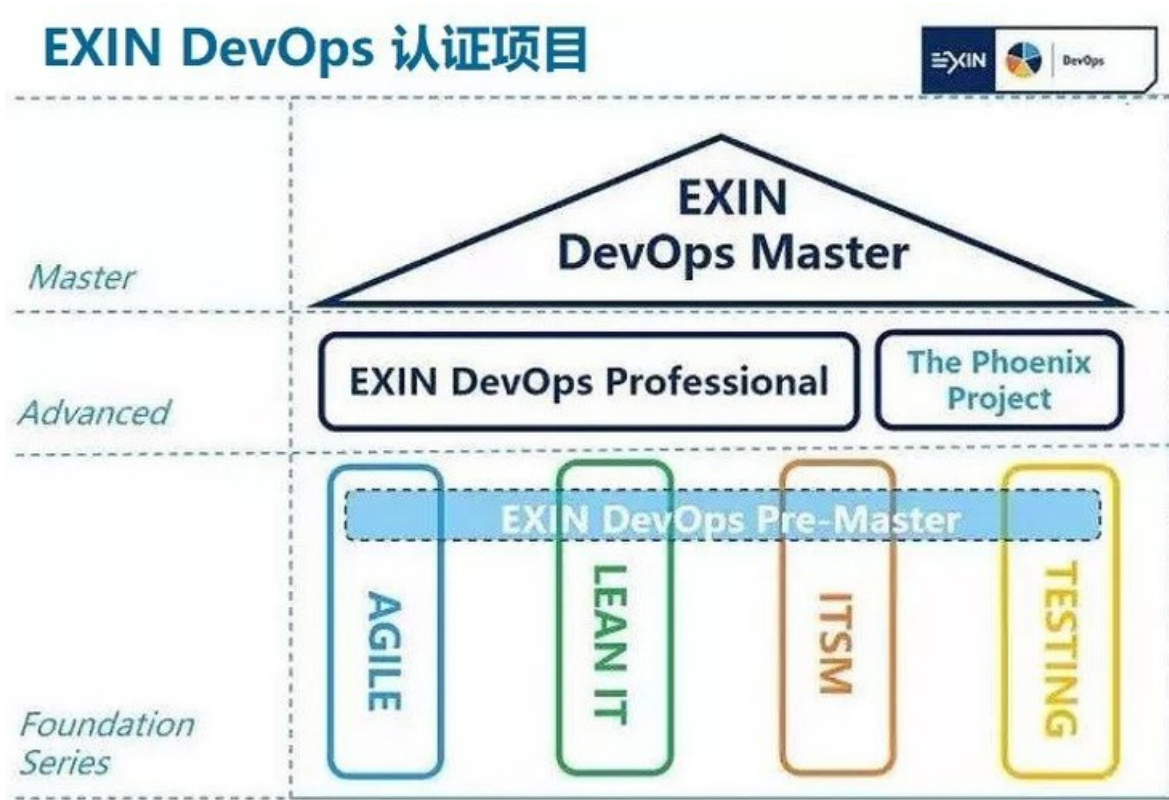 EXIN DevOps 认证项目
EXIN DevOps
EXIN
DevOps Master
Master
EXIN DevOps Professional
The Phoenix
Project
Advanced
EXIN DevOps Pre-Master
AGILE
LEAN IT
ITSM
TESTING
Foundation
Series